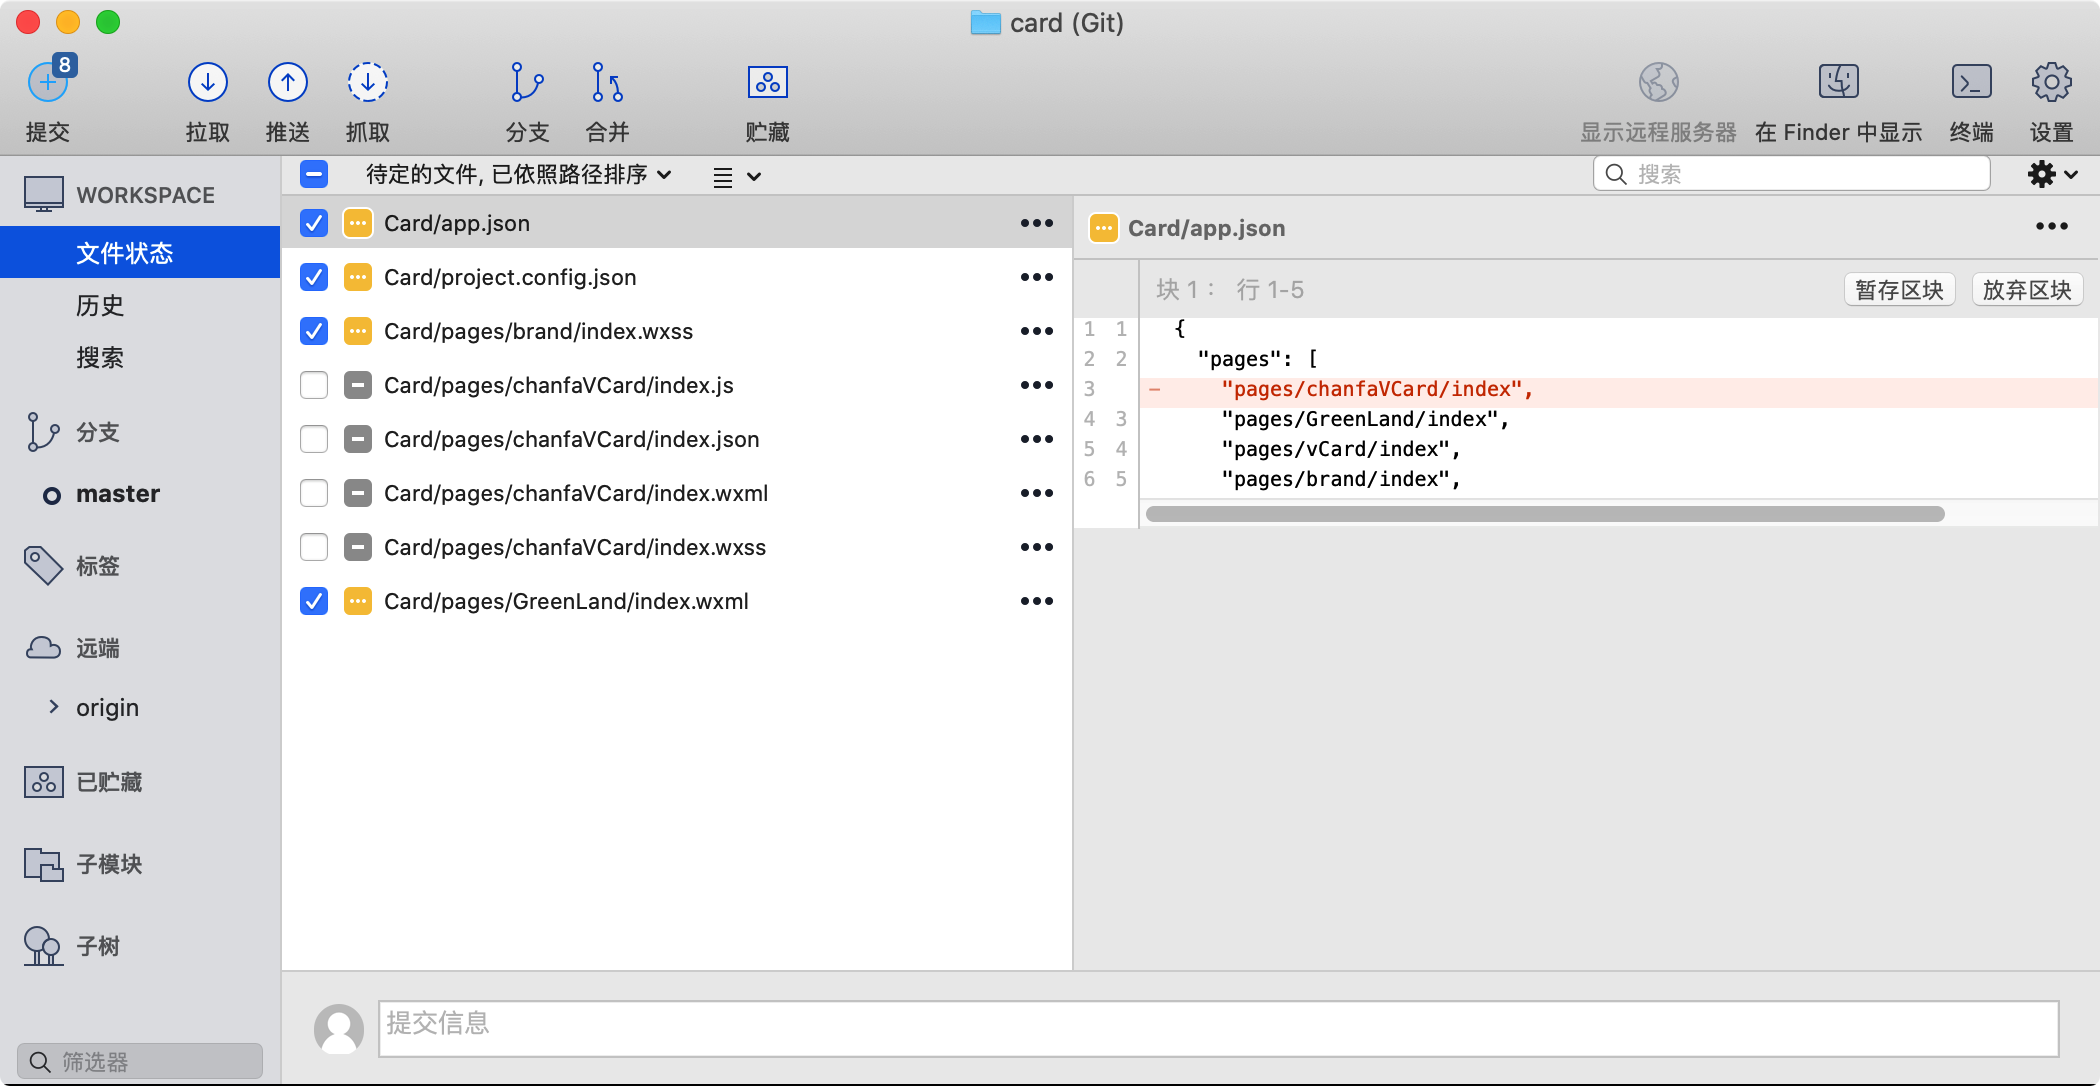 card (Git)
8
提交
拉取
推送
抓取
分支
合并
贮藏
显示远程服务器
在 Finder 中显示
终端
设置
WORKSPACE
文件状态
历史
搜索
分支
master
标签
远端
origin
已贮藏
子模块
子树
筛选器
待定的文件, 已依照路径排序
搜索
Card/app.json
Card/project.config.json
Card/pages/brand/index.wxss
Card/pages/chanfaVCard/index.js
Card/pages/chanfaVCard/index.json
Card/pages/chanfaVCard/index.wxml
Card/pages/chanfaVCard/index.wxss
Card/pages/GreenLand/index.wxml
Card/app.json
块 1： 行 1-5
暂存区块
放弃区块
1 1 {
2 2 "pages": [
3 - "pages/chanfaVCard/index",
4 3 "pages/GreenLand/index",
5 4 "pages/vCard/index",
6 5 "pages/brand/index",
提交信息